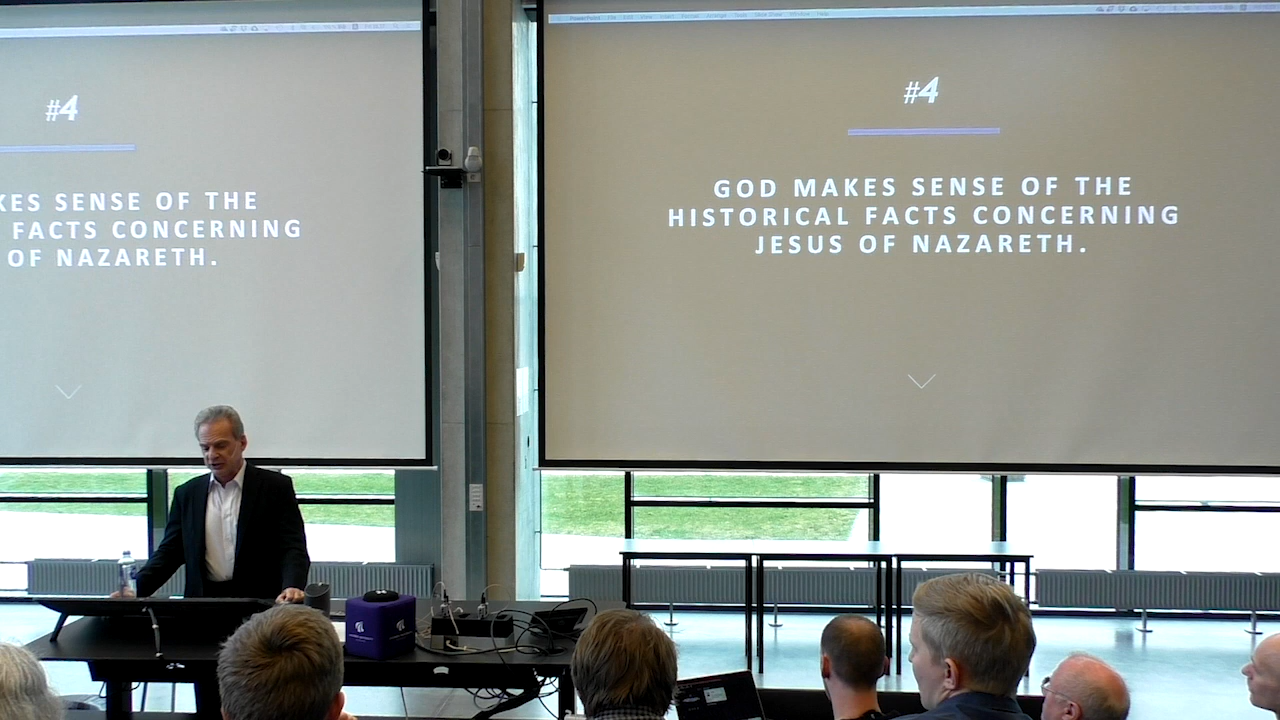 #4
KES SENSE OF THE
FACTS CONCERNING
OF NAZARETH.
#4
GOD MAKES SENSE OF THE
HISTORICAL FACTS CONCERNING
JESUS OF NAZARETH.